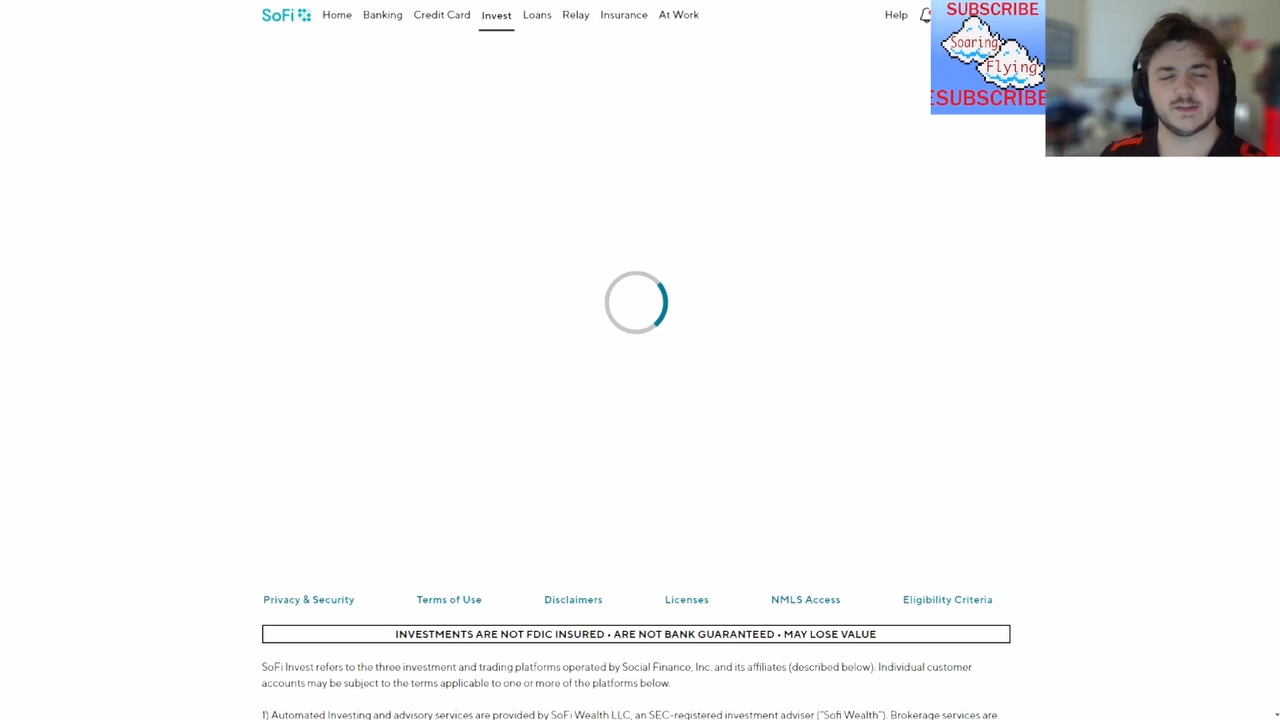 SoFi Home Banking Credit Card Invest Loans Relay Insurance At Work Help
SUBSCRIBE
Soaring
Flying
ESUBSCRIBE
Privacy & Security Terms of Use Disclaimers Licenses NMLS Access Eligibility Criteria
INVESTMENTS ARE NOT FDIC INSURED • ARE NOT BANK GUARANTEED • MAY LOSE VALUE
SoFi Invest refers to the three investment and trading platforms operated by Social Finance, Inc. and its affiliates (described below). Individual customer
accounts may be subject to the terms applicable to one or more of the platforms below.
1) Automated Investing and advisory services are provided by SoFi Wealth LLC, an SEC-registered investment adviser ("Sofi Wealth"). Brokerage services are